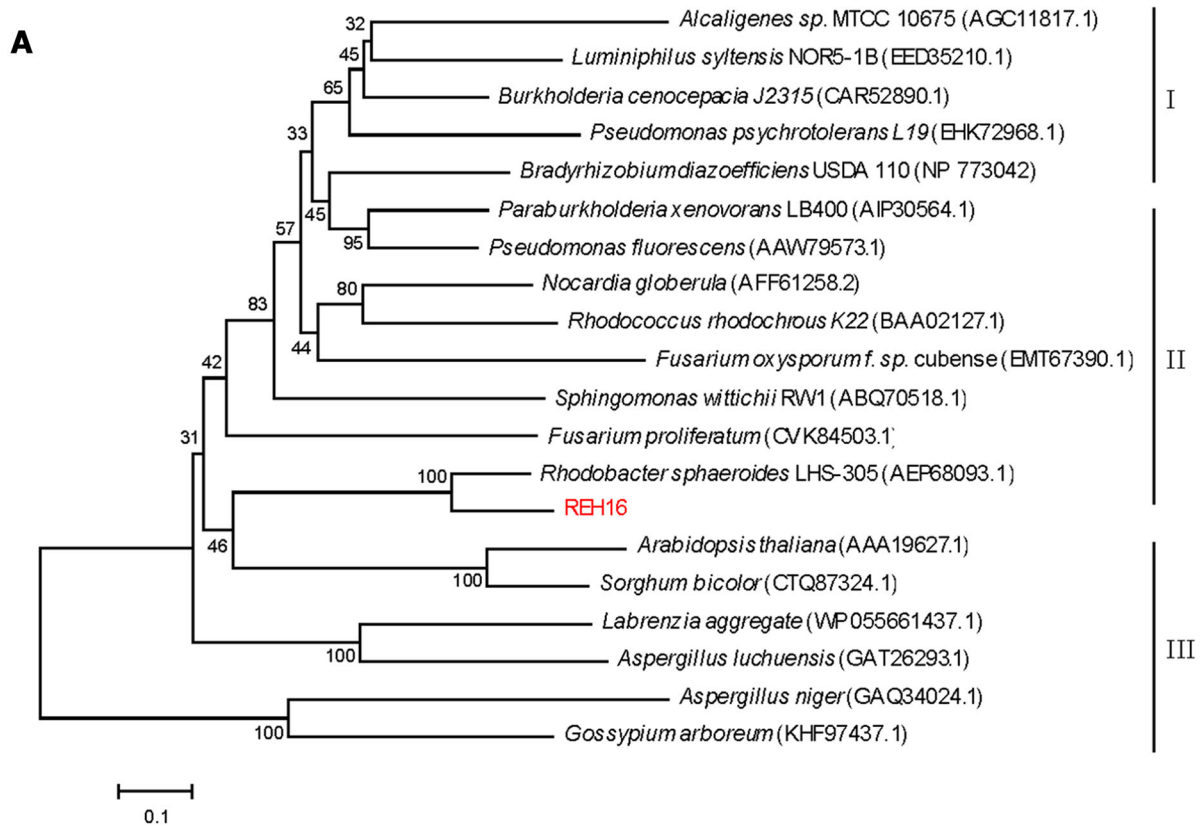 A
32
Alcaligenes sp. MTCC 10675 (AGC11817.1)
45
Luminiphilus syltensis NOR5-1B (EED35210.1)
65
Burkholderia cenocepacia J2315 (CAR52890.1)
I
33
Pseudomonas psychrotolerans L19 (EHK72968.1)
Bradyrhizobiumdiazoefficiens USDA 110 (NP 773042)
45
Paraburkholderia xenovorans LB400 (AIP30564.1)
57
95
Pseudomonas fluorescens (AAW79573.1)
80
Nocardia globerula (AFF61258.2)
83
Rhodococcus rhodochrous K22 (BAA02127.1)
44
Fusarium oxysporum f. sp. cubense (EMT67390.1)
II
42
Sphingomonas wittichii RW1 (ABQ70518.1)
31
Fusarium proliferatum (CVK84503.1)
100
Rhodobacter sphaeroides LHS-305 (AEP68093.1)
REH16
46
Arabidopsis thaliana (AAA19627.1)
100
Sorghum bicolor (CTQ87324.1)
Labrenzia aggregate (WP055661437.1)
III
100
Aspergillus luchuensis (GAT26293.1)
Aspergillus niger (GAQ34024.1)
100
Gossypium arboreum (KHF97437.1)
0.1